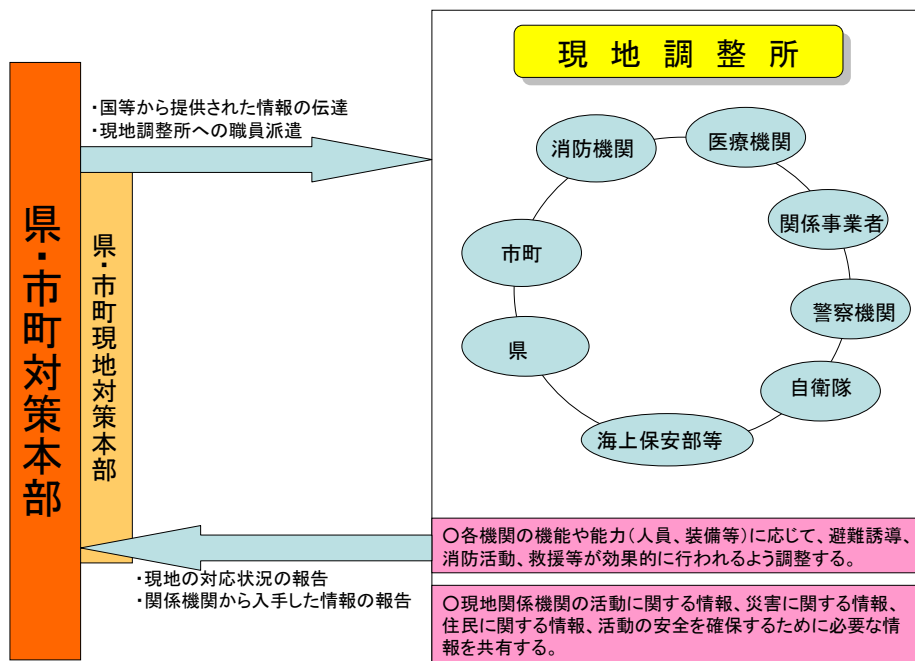 現地調整所
・国等から提供された情報の伝達
・現地調整所への職員派遣
県・市町対策本部
県・市町現地対策本部
消防機関
医療機関
関係事業者
市町
警察機関
県
自衛隊
海上保安部等
・現地の対応状況の報告
・関係機関から入手した情報の報告
〇各機関の機能や能力(人員、装備等)に応じて、避難誘導、
消防活動、救援等が効果的に行われるよう調整する。
〇現地関係機関の活動に関する情報、災害に関する情報、
住民に関する情報、活動の安全を確保するために必要な情
報を共有する。